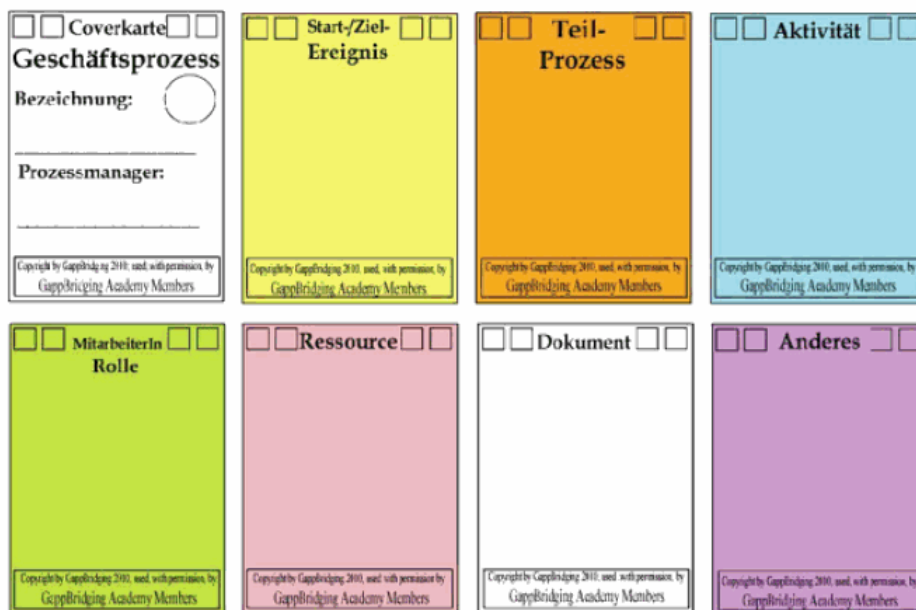 Coverkarte
Geschäftsprozess
Bezeichnung:
Prozessmanager:
Copyright by GappBridging 2010, used, with permission, by
GappBridging Academy Members
Start-/Ziel-
Ereignis
Copyright by GappBridging 2010, used, with permission, by
GappBridging Academy Members
Teil-
Prozess
Copyright by GappBridging 2010, used, with permission, by
GappBridging Academy Members
Aktivität
Copyright by GappBridging 2010, used, with permission, by
GappBridging Academy Members
MitarbeiterIn
Rolle
Copyright by GappBridging 2010, used, with permission, by
GappBridging Academy Members
Ressource
Copyright by GappBridging 2010, used, with permission, by
GappBridging Academy Members
Dokument
Copyright by GappBridging 2010, used, with permission, by
GappBridging Academy Members
Anderes
Copyright by GappBridging 2010, used, with permission, by
GappBridging Academy Members